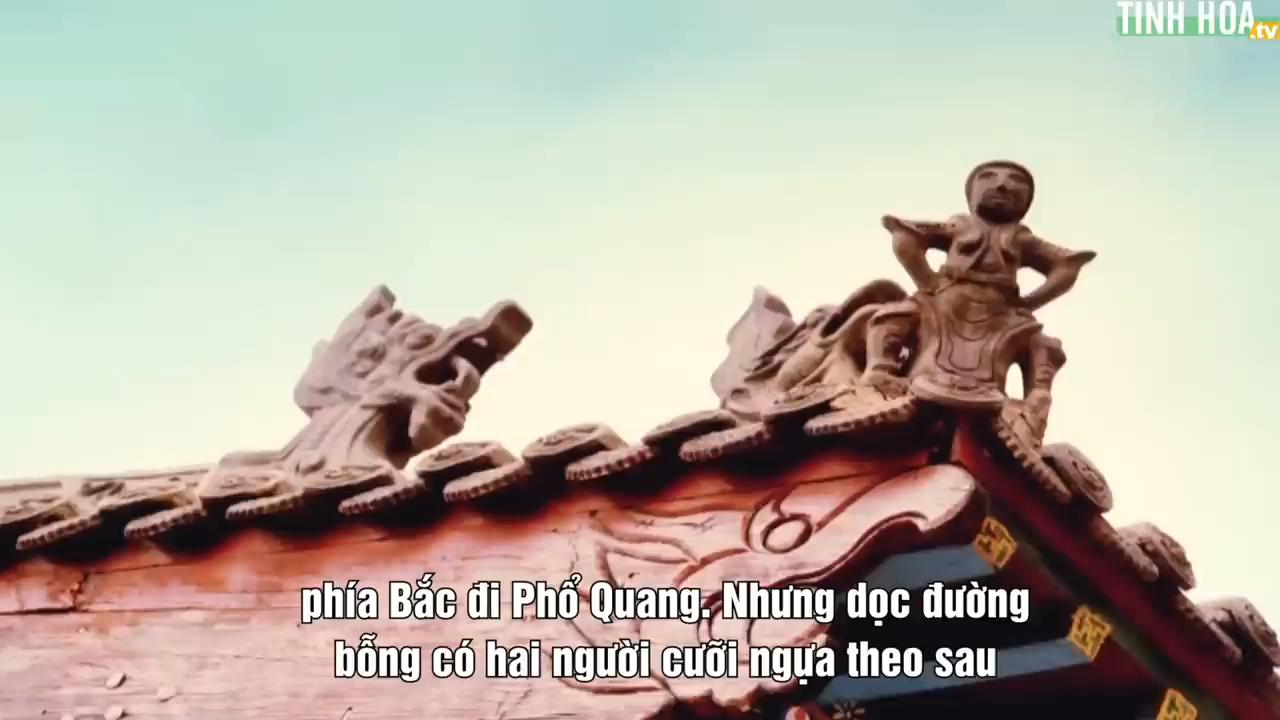 TINH HOA
.tv
phía Bắc đi Phổ Quang. Nhưng dọc đường
bỗng có hai người cưỡi ngựa theo sau